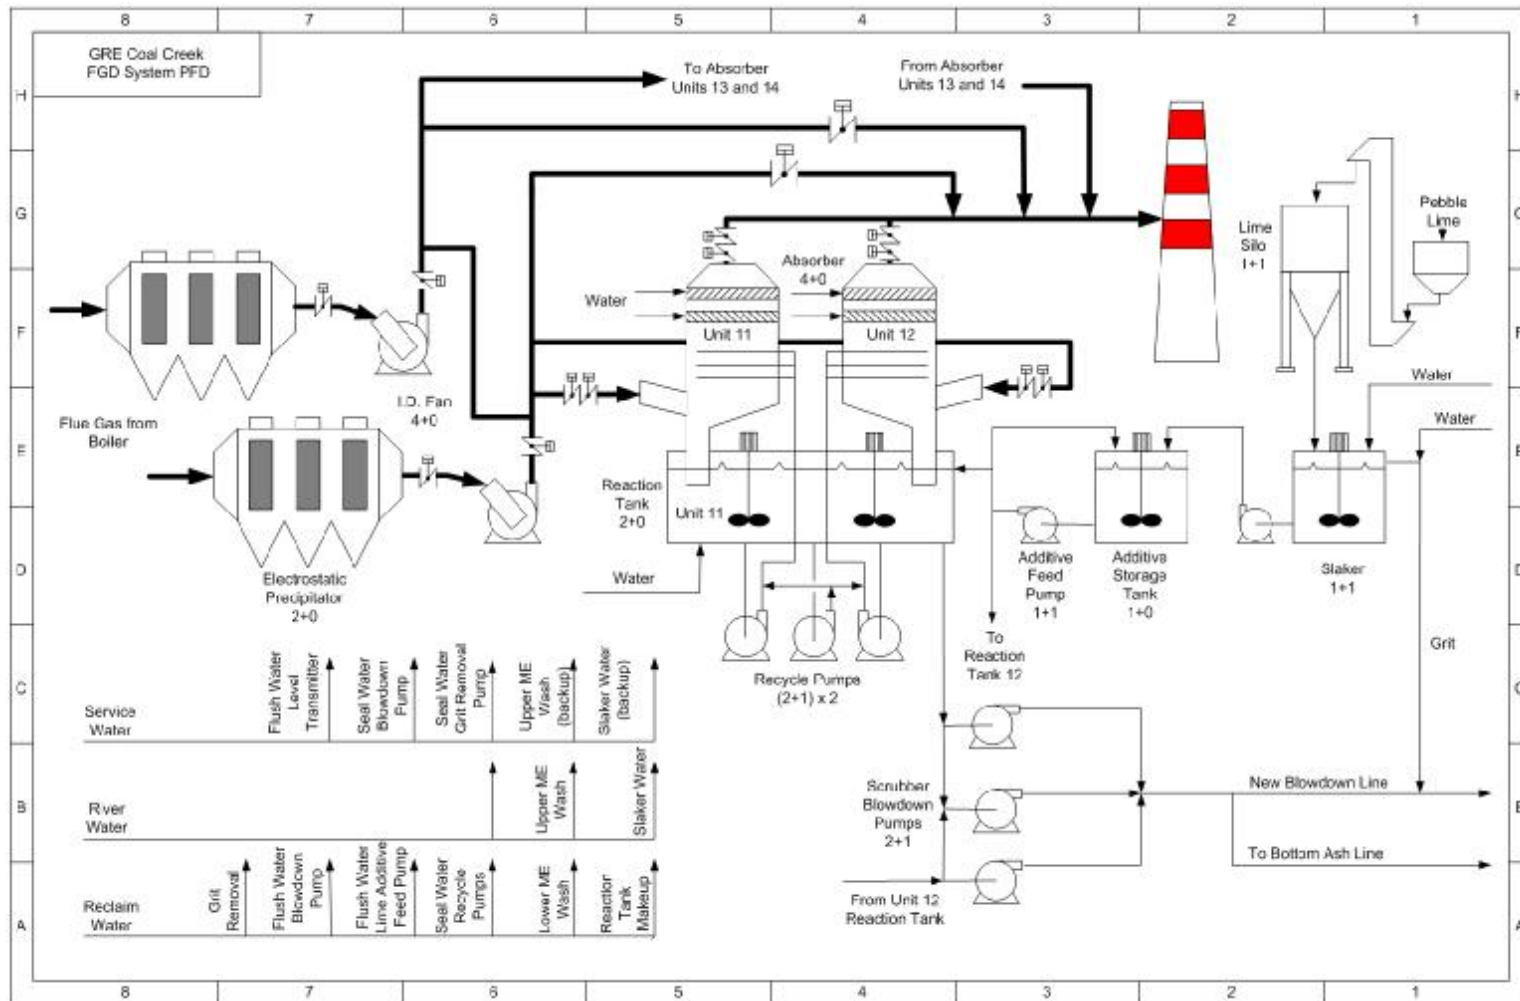 8 7 6 5 4 3 2 1
GRE Coal Creek
FGD System PFD
To Absorber
Units 13 and 14
From Absorber
Units 13 and 14
H
H
G
G
Pebble
Lime
Lime
Silo
1+1
Absorber
4+0
Water
Unit 11
Unit 12
F
F
I.D. Fan
4+0
Flue Gas from
Boiler
Water
Water
E
E
Reaction
Tank
2+0
Unit 11
Electrostatic
Precipitator
2+0
Water
Additive
Feed
Pump
1+1
Additive
Storage
Tank
1+0
Slaker
1+1
D
D
To
Reaction
Tank 12
Grit
Recycle Pumps
(2+1) x 2
C
C
Service
Water
Flush Water
Level
Transmitter
Seal Water
Blowdown
Pump
Seal Water
Grit Removal
Pump
Upper ME
Wash
(backup)
Slaker Water
(backup)
B
B
River
Water
Upper ME
Wash
Slaker Water
Scrubber
Blowdown
Pumps
2+1
New Blowdown Line
To Bottom Ash Line
A
A
Reclaim
Water
Grit
Removal
Flush Water
Blowdown
Pump
Flush Water
Lime Additive
Feed Pump
Seal Water
Recycle
Pumps
Lower ME
Wash
Reaction
Tank
Makeup
From Unit 12
Reaction Tank
8 7 6 5 4 3 2 1